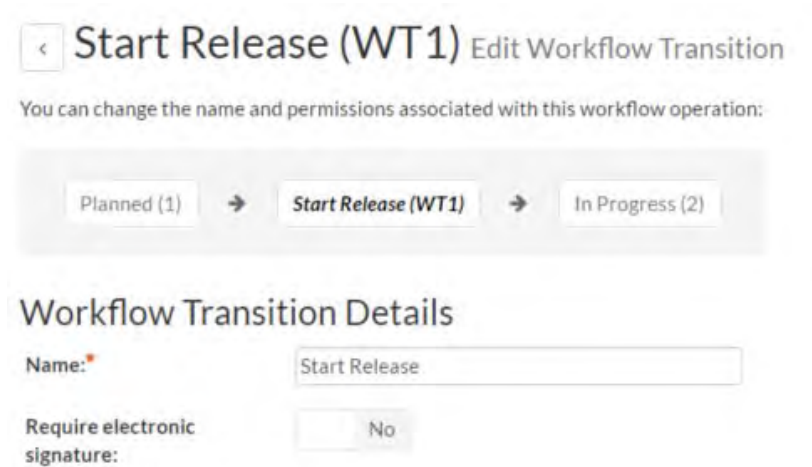 Start Release (WT1) Edit Workflow Transition
You can change the name and permissions associated with this workflow operation:
Planned (1) Start Release (WT1) In Progress (2)
Workflow Transition Details
Name:* Start Release
Require electronic No
signature: